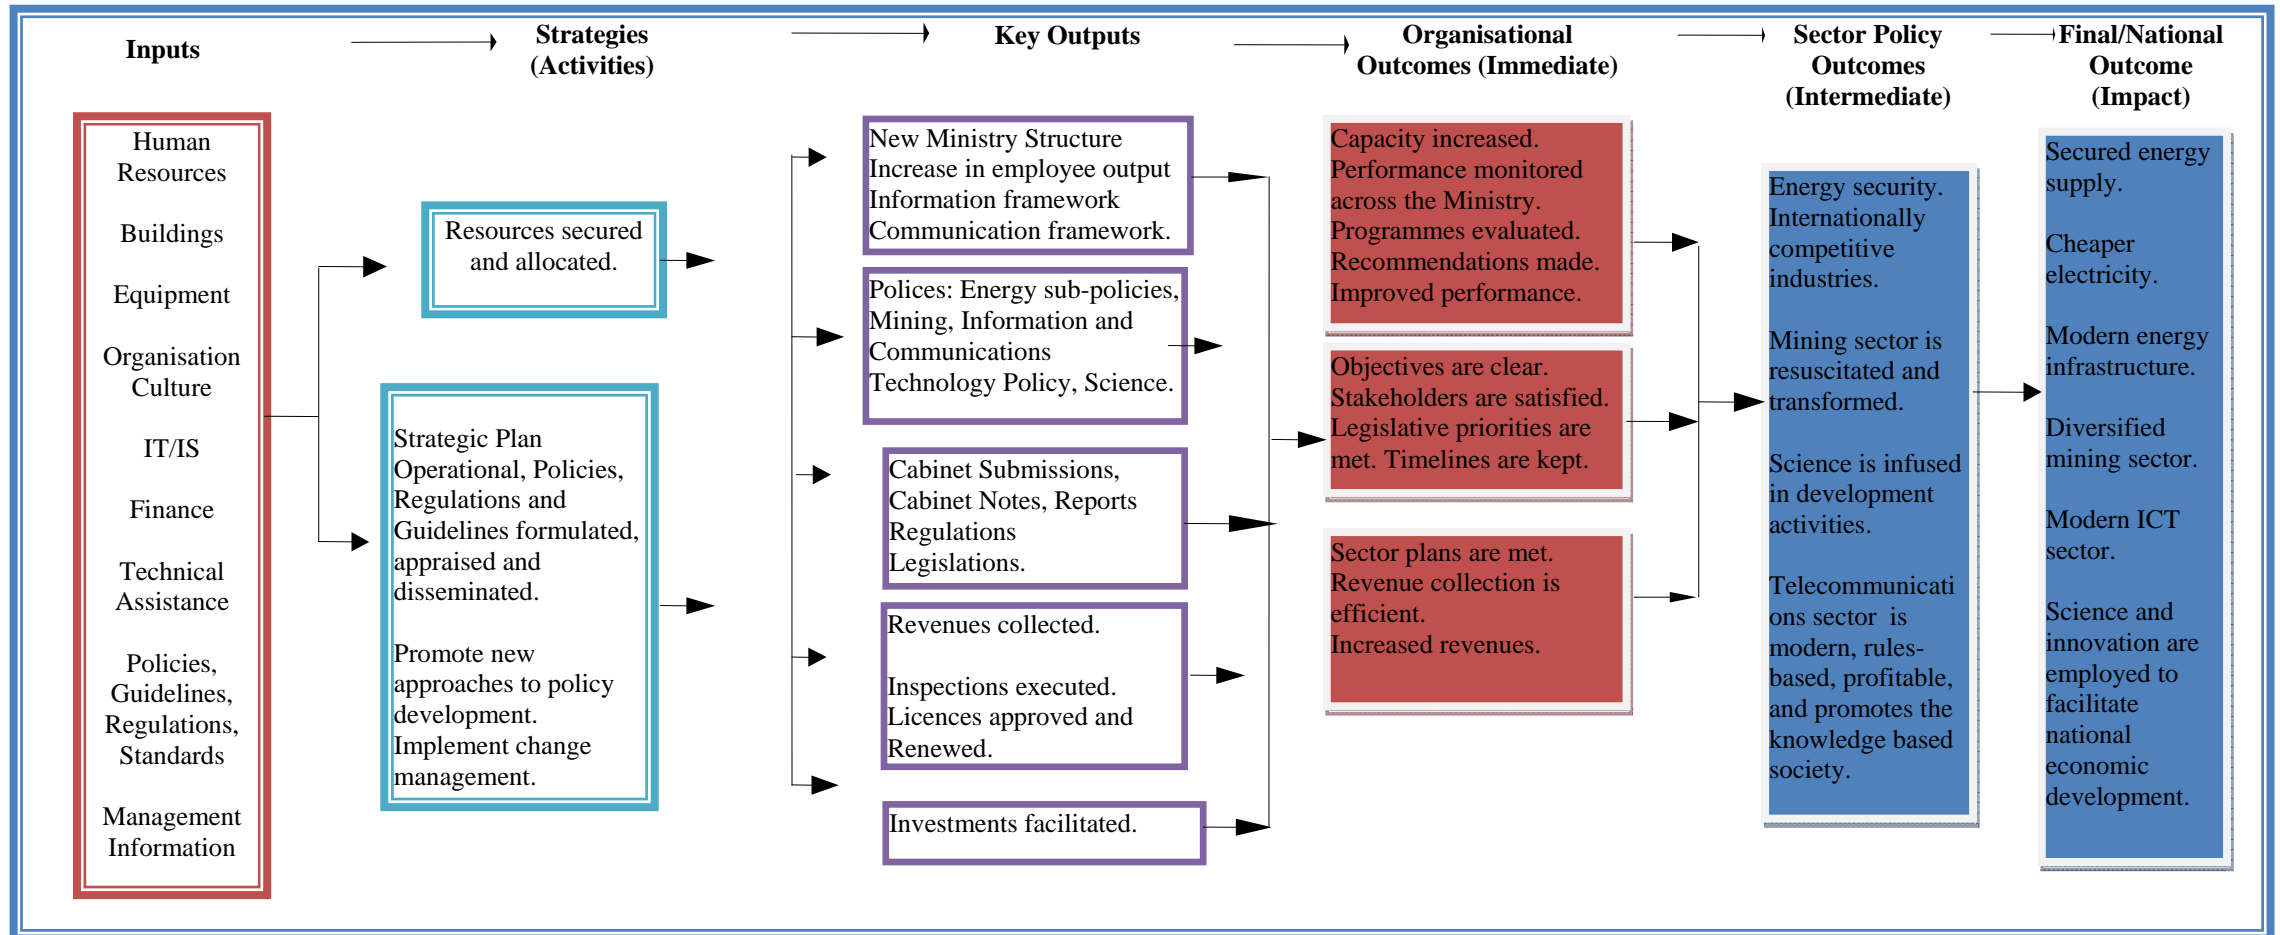 Inputs
Strategies
(Activities)
Key Outputs
Organisational
Outcomes (Immediate)
Sector Policy
Outcomes
(Intermediate)
Final/National
Outcome
(Impact)
Human
Resources
Buildings
Equipment
Organisation
Culture
IT/IS
Finance
Technical
Assistance
Policies,
Guidelines,
Regulations,
Standards
Management
Information
Resources secured
and allocated.
Strategic Plan
Operational, Policies,
Regulations and
Guidelines formulated,
appraised and
disseminated.
Promote new
approaches to policy
development.
Implement change
management.
New Ministry Structure
Increase in employee output
Information framework
Communication framework.
Polices: Energy sub-policies,
Mining, Information and
Communications
Technology Policy, Science.
Cabinet Submissions,
Cabinet Notes, Reports
Regulations
Legislations.
Revenues collected.
Inspections executed.
Licences approved and
Renewed.
Investments facilitated.
Capacity increased.
Performance monitored
across the Ministry.
Programmes evaluated.
Recommendations made.
Improved performance.
Objectives are clear.
Stakeholders are satisfied.
Legislative priorities are
met. Timelines are kept.
Sector plans are met.
Revenue collection is
efficient.
Increased revenues.
Energy security.
Internationally
competitive
industries.
Mining sector is
resuscitated and
transformed.
Science is infused
in development
activities.
Telecommunicati
ons sector is
modern, rules-
based, profitable,
and promotes the
knowledge based
society.
Secured energy
supply.
Cheaper
electricity.
Modern energy
infrastructure.
Diversified
mining sector.
Modern ICT
sector.
Science and
innovation are
employed to
facilitate
national
economic
development.